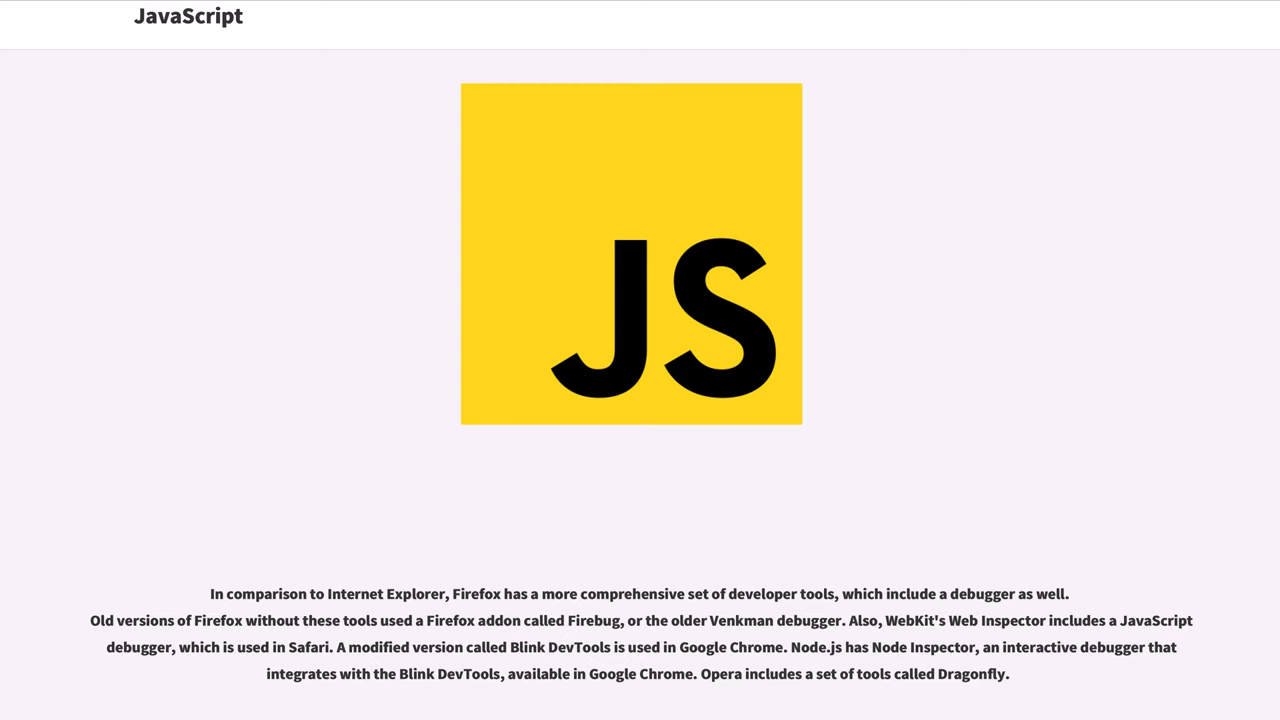 JavaScript
JS
In comparison to Internet Explorer, Firefox has a more comprehensive set of developer tools, which include a debugger as well.
Old versions of Firefox without these tools used a Firefox addon called Firebug, or the older Venkman debugger. Also, WebKit's Web Inspector includes a JavaScript
debugger, which is used in Safari. A modified version called Blink DevTools is used in Google Chrome. Node.js has Node Inspector, an interactive debugger that
integrates with the Blink DevTools, available in Google Chrome. Opera includes a set of tools called Dragonfly.